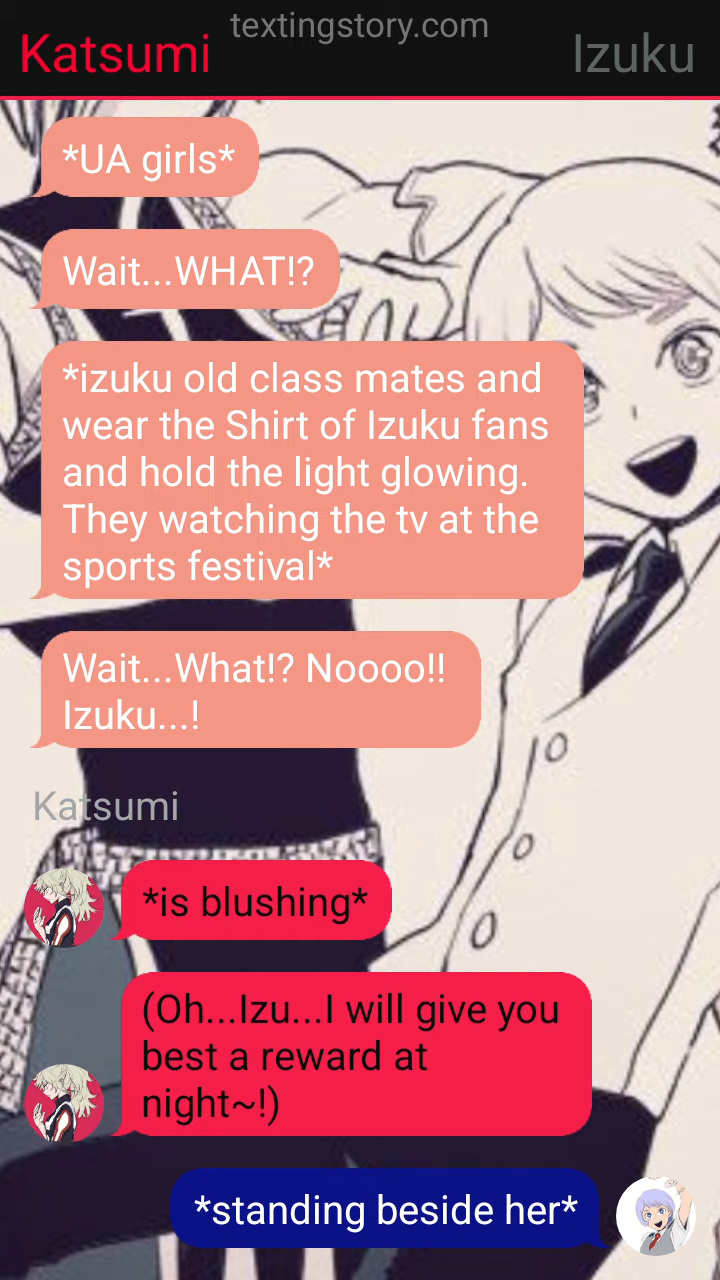 textingstory.com
Katsumi
Izuku
*UA girls*
Wait...WHAT!?
*izuku old class mates and
wear the Shirt of Izuku fans
and hold the light glowing.
They watching the tv at the
sports festival*
Wait...What!? Noooo!!
Izuku...!
Katsumi
*is blushing*
(Oh...Izu...I will give you
best a reward at
night~!)
*standing beside her*